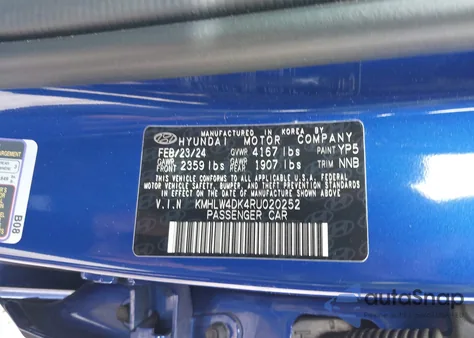 MANUFACTURED IN KOREA BY
HYUNDAI MOTOR COMPANY
FEB/23/24 GVWR 4167 lbs PAINT YP5
GAWR FRONT 2359 lbs GAWR REAR 1907 lbs TRIM NNB
THIS VEHICLE CONFORMS TO ALL APPLICABLE
FEDERAL MOTOR VEHICLE SAFETY, BUMPER,
AND THEFT PREVENTION STANDARDS IN EFFECT
ON THE DATE OF MANUFACTURE SHOWN ABOVE.
V.I.N KMHLW4DK4RU020252
PASSENGER CAR
B08
autoSnap